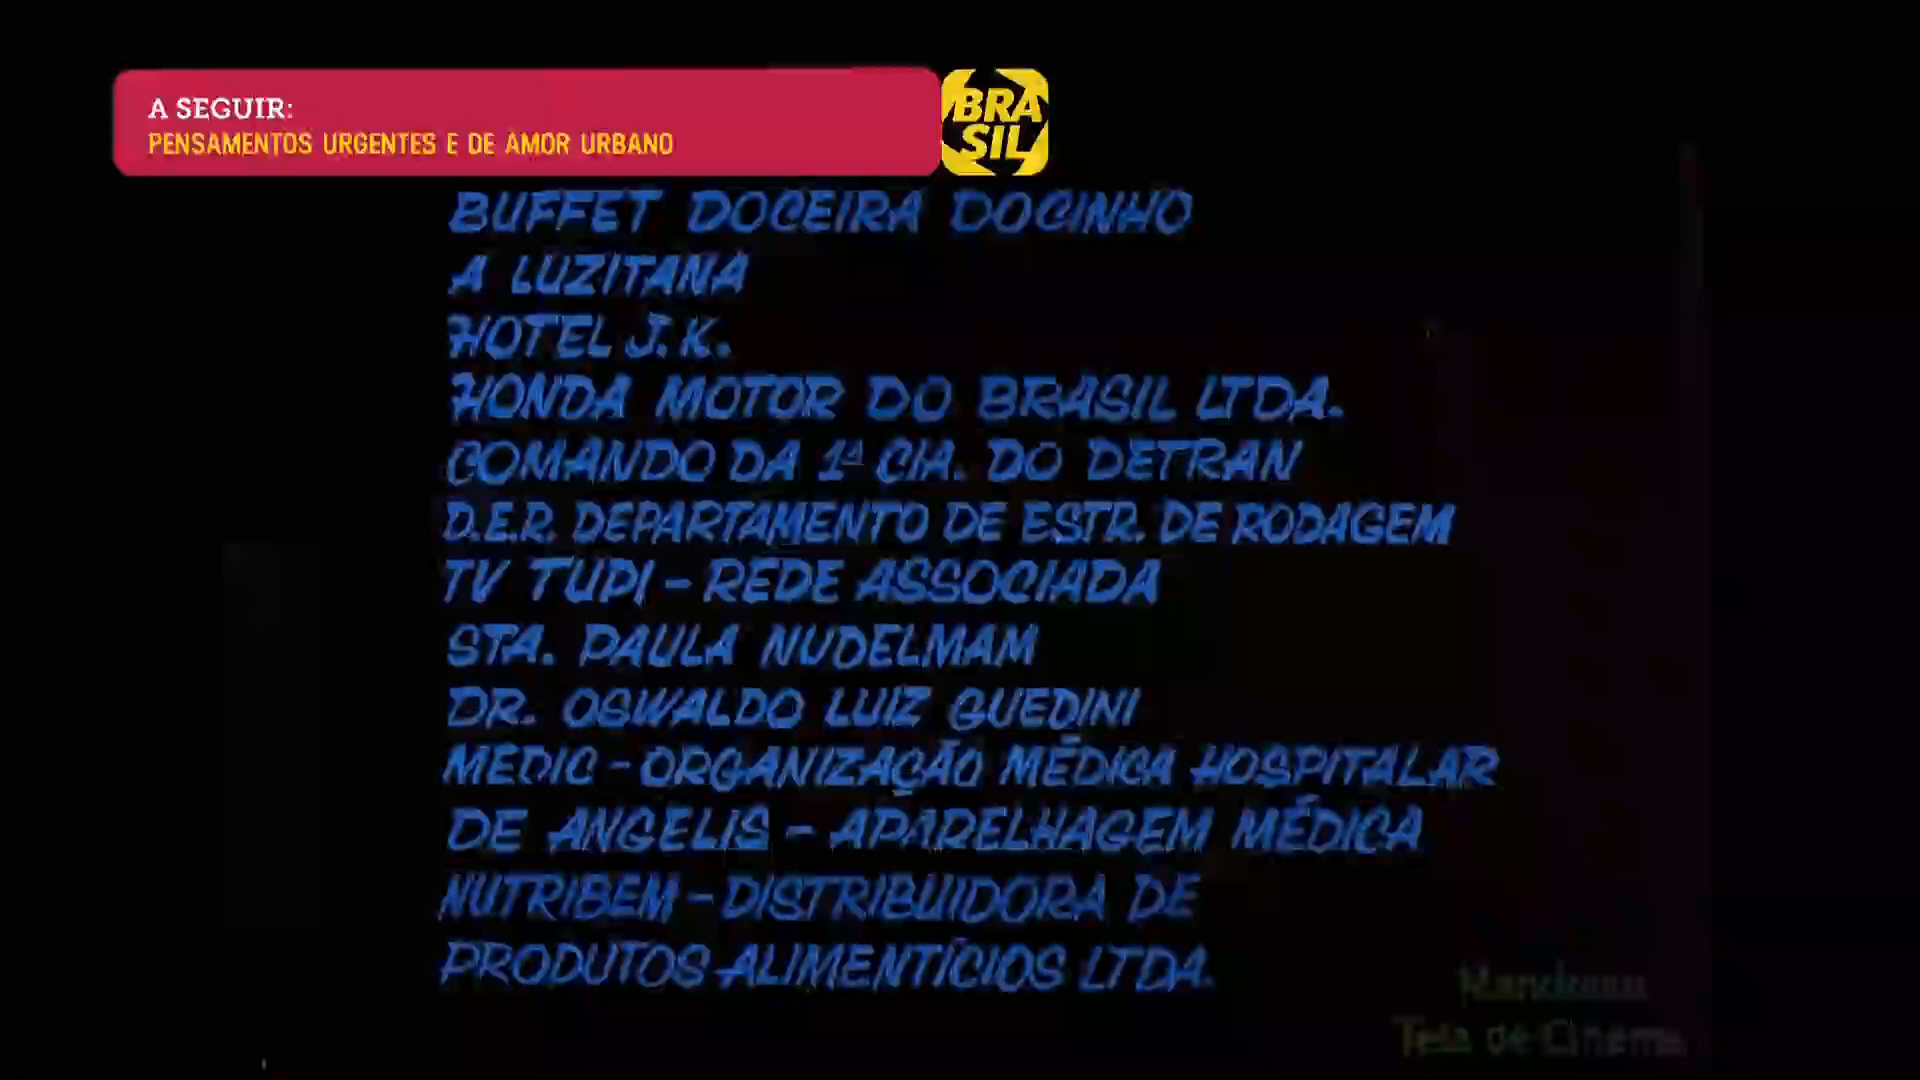 A SEGUIR:
PENSAMENTOS URGENTES E DE AMOR URBANO
BRA
SIL
BUFFET DOCEIRA DOCINHO
A LUZITANA
HOTEL J.K.
HONDA MOTOR DO BRASIL LTDA.
COMANDO DA 1ª CIA. DO DETRAN
D.E.R. DEPARTAMENTO DE ESTR. DE RODAGEM
TV TUPI - REDE ASSOCIADA
STA. PAULA NUDELMAM
DR. OSWALDO LUIZ GUEDINI
MEDIC - ORGANIZAÇÃO MÉDICA HOSPITALAR
DE ANGELIS - APARELHAGEM MÉDICA
NUTRIBEM - DISTRIBUIDORA DE
PRODUTOS ALIMENTÍCIOS LTDA.
Tela de Cinema